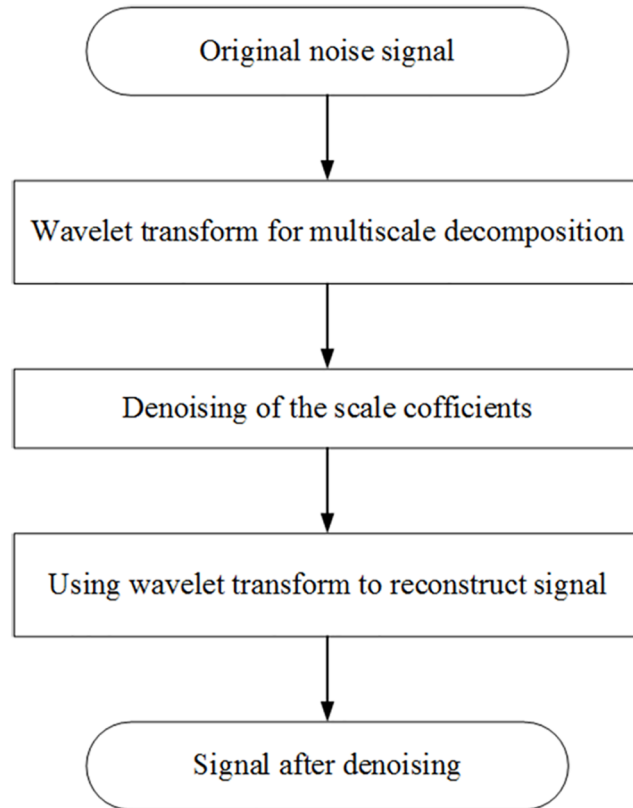 Original noise signal
Wavelet transform for multiscale decomposition
Denoising of the scale cofficients
Using wavelet transform to reconstruct signal
Signal after denoising